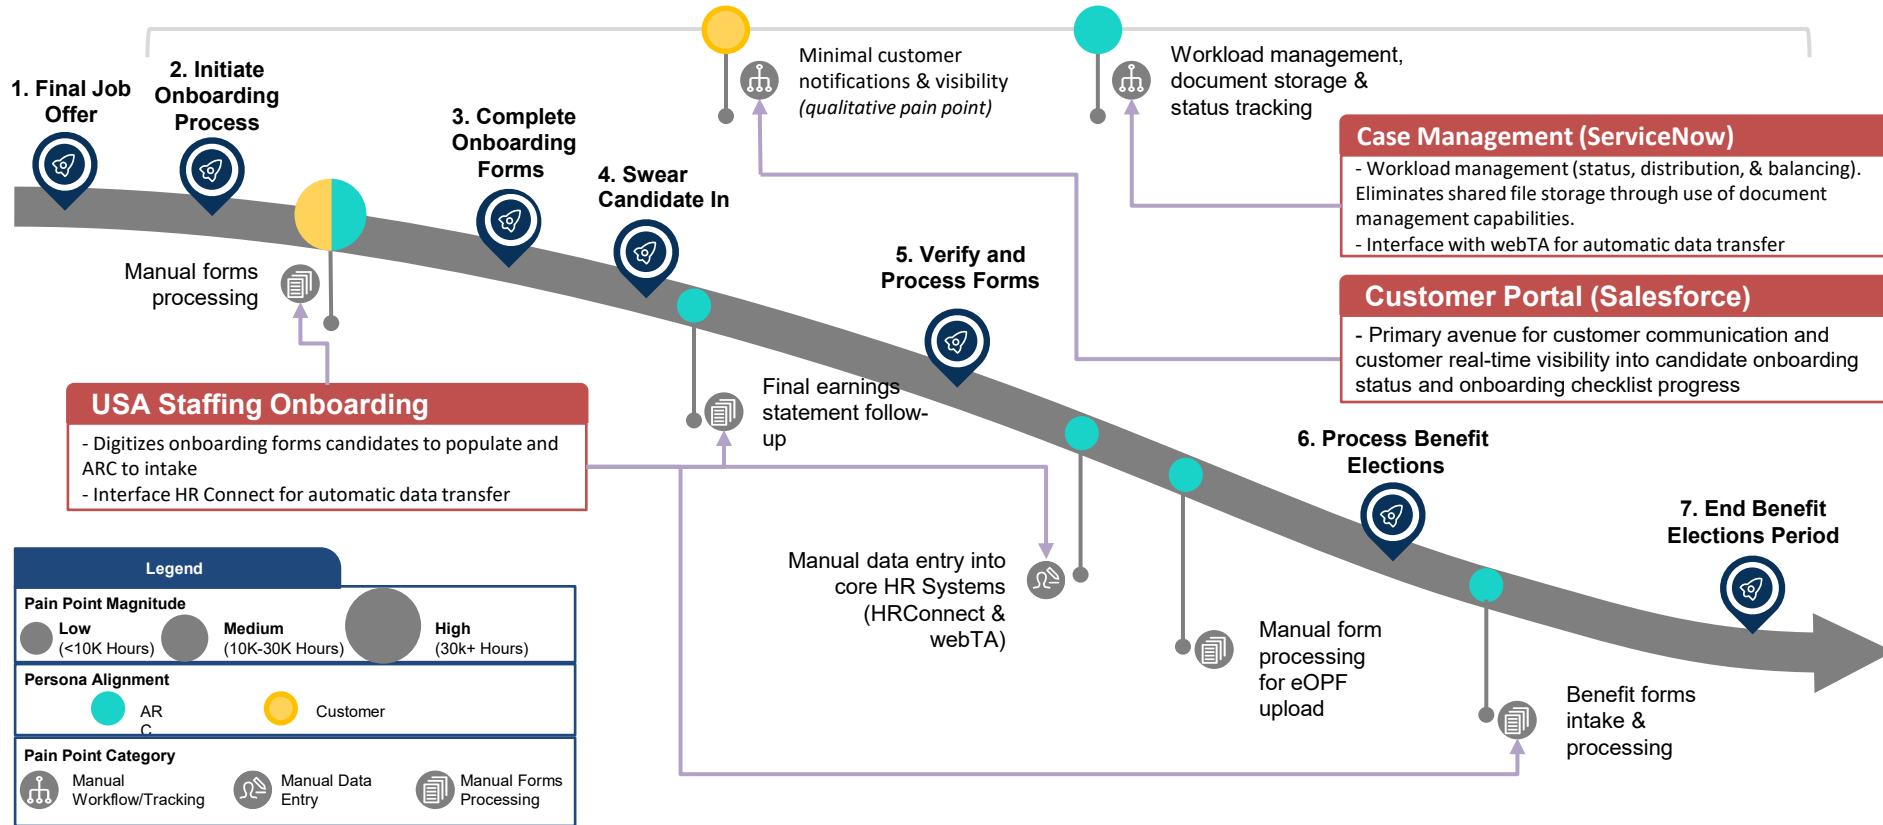 1. Final Job
Offer
2. Initiate
Onboarding
Process
Minimal customer
notifications & visibility
(qualitative pain point)
Workload management,
document storage &
status tracking
3. Complete
Onboarding
Forms
4. Swear
Candidate In
Case Management (ServiceNow)
- Workload management (status, distribution, & balancing).
Eliminates shared file storage through use of document
management capabilities.
- Interface with webTA for automatic data transfer
Manual forms
processing
5. Verify and
Process Forms
Customer Portal (Salesforce)
- Primary avenue for customer communication and
customer real-time visibility into candidate onboarding
status and onboarding checklist progress
USA Staffing Onboarding
- Digitizes onboarding forms candidates to populate and
ARC to intake
- Interface HR Connect for automatic data transfer
Final earnings
statement follow-
up
6. Process Benefit
Elections
7. End Benefit
Elections Period
Manual data entry into
core HR Systems
(HRConnect &
webTA)
Manual form
processing
for eOPF
upload
Benefit forms
intake &
processing
Legend
Pain Point Magnitude
Low
(<10K Hours)
Medium
(10K-30K Hours)
High
(30k+ Hours)
Persona Alignment
AR
C
Customer
Pain Point Category
Manual
Workflow/Tracking
Manual Data
Entry
Manual Forms
Processing